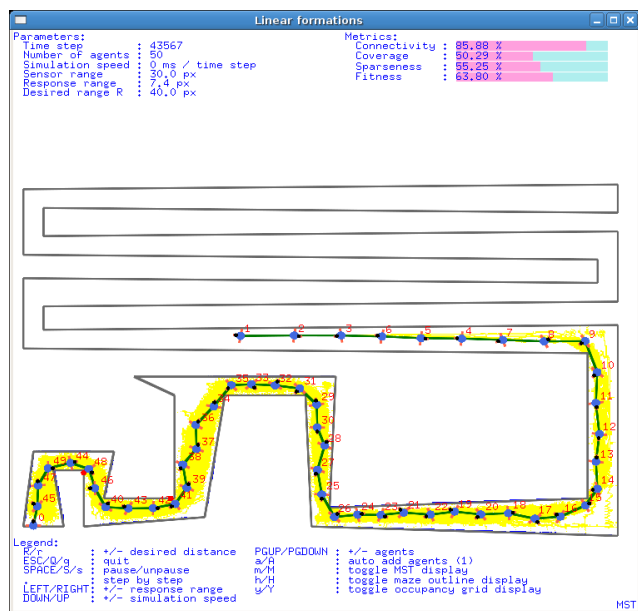 Linear formations
Parameters:
Time step : 43567
Number of agents : 50
Simulation speed : 0 ms / time step
Sensor range : 30.0 px
Response range : 7.4 px
Desired range R : 40.0 px
Metrics:
Connectivity : 85.88 %
Coverage : 50.29 %
Sparseness : 55.25 %
Fitness : 63.80 %
1 2 3 6 5 4 7 8 9
10
11
12
13
14
35 33 32 31
34 29
36 30
37 28
38 27
39 25
49 44 48
47 46
45 40 43 42 41
0
26 24 23 21 22 19 20 18 17 16
Legend:
R/r : +/- desired distance
ESC/Q/q : quit
SPACE/S/s : pause/unpause
. : step by step
LEFT/RIGHT: +/- response range
DOWN/UP : +/- simulation speed
PGUP/PGDOWN : +/- agents
a/A : auto add agents (1)
m/M : toggle MST display
h/H : toggle maze outline display
y/Y : toggle occupancy grid display
MST